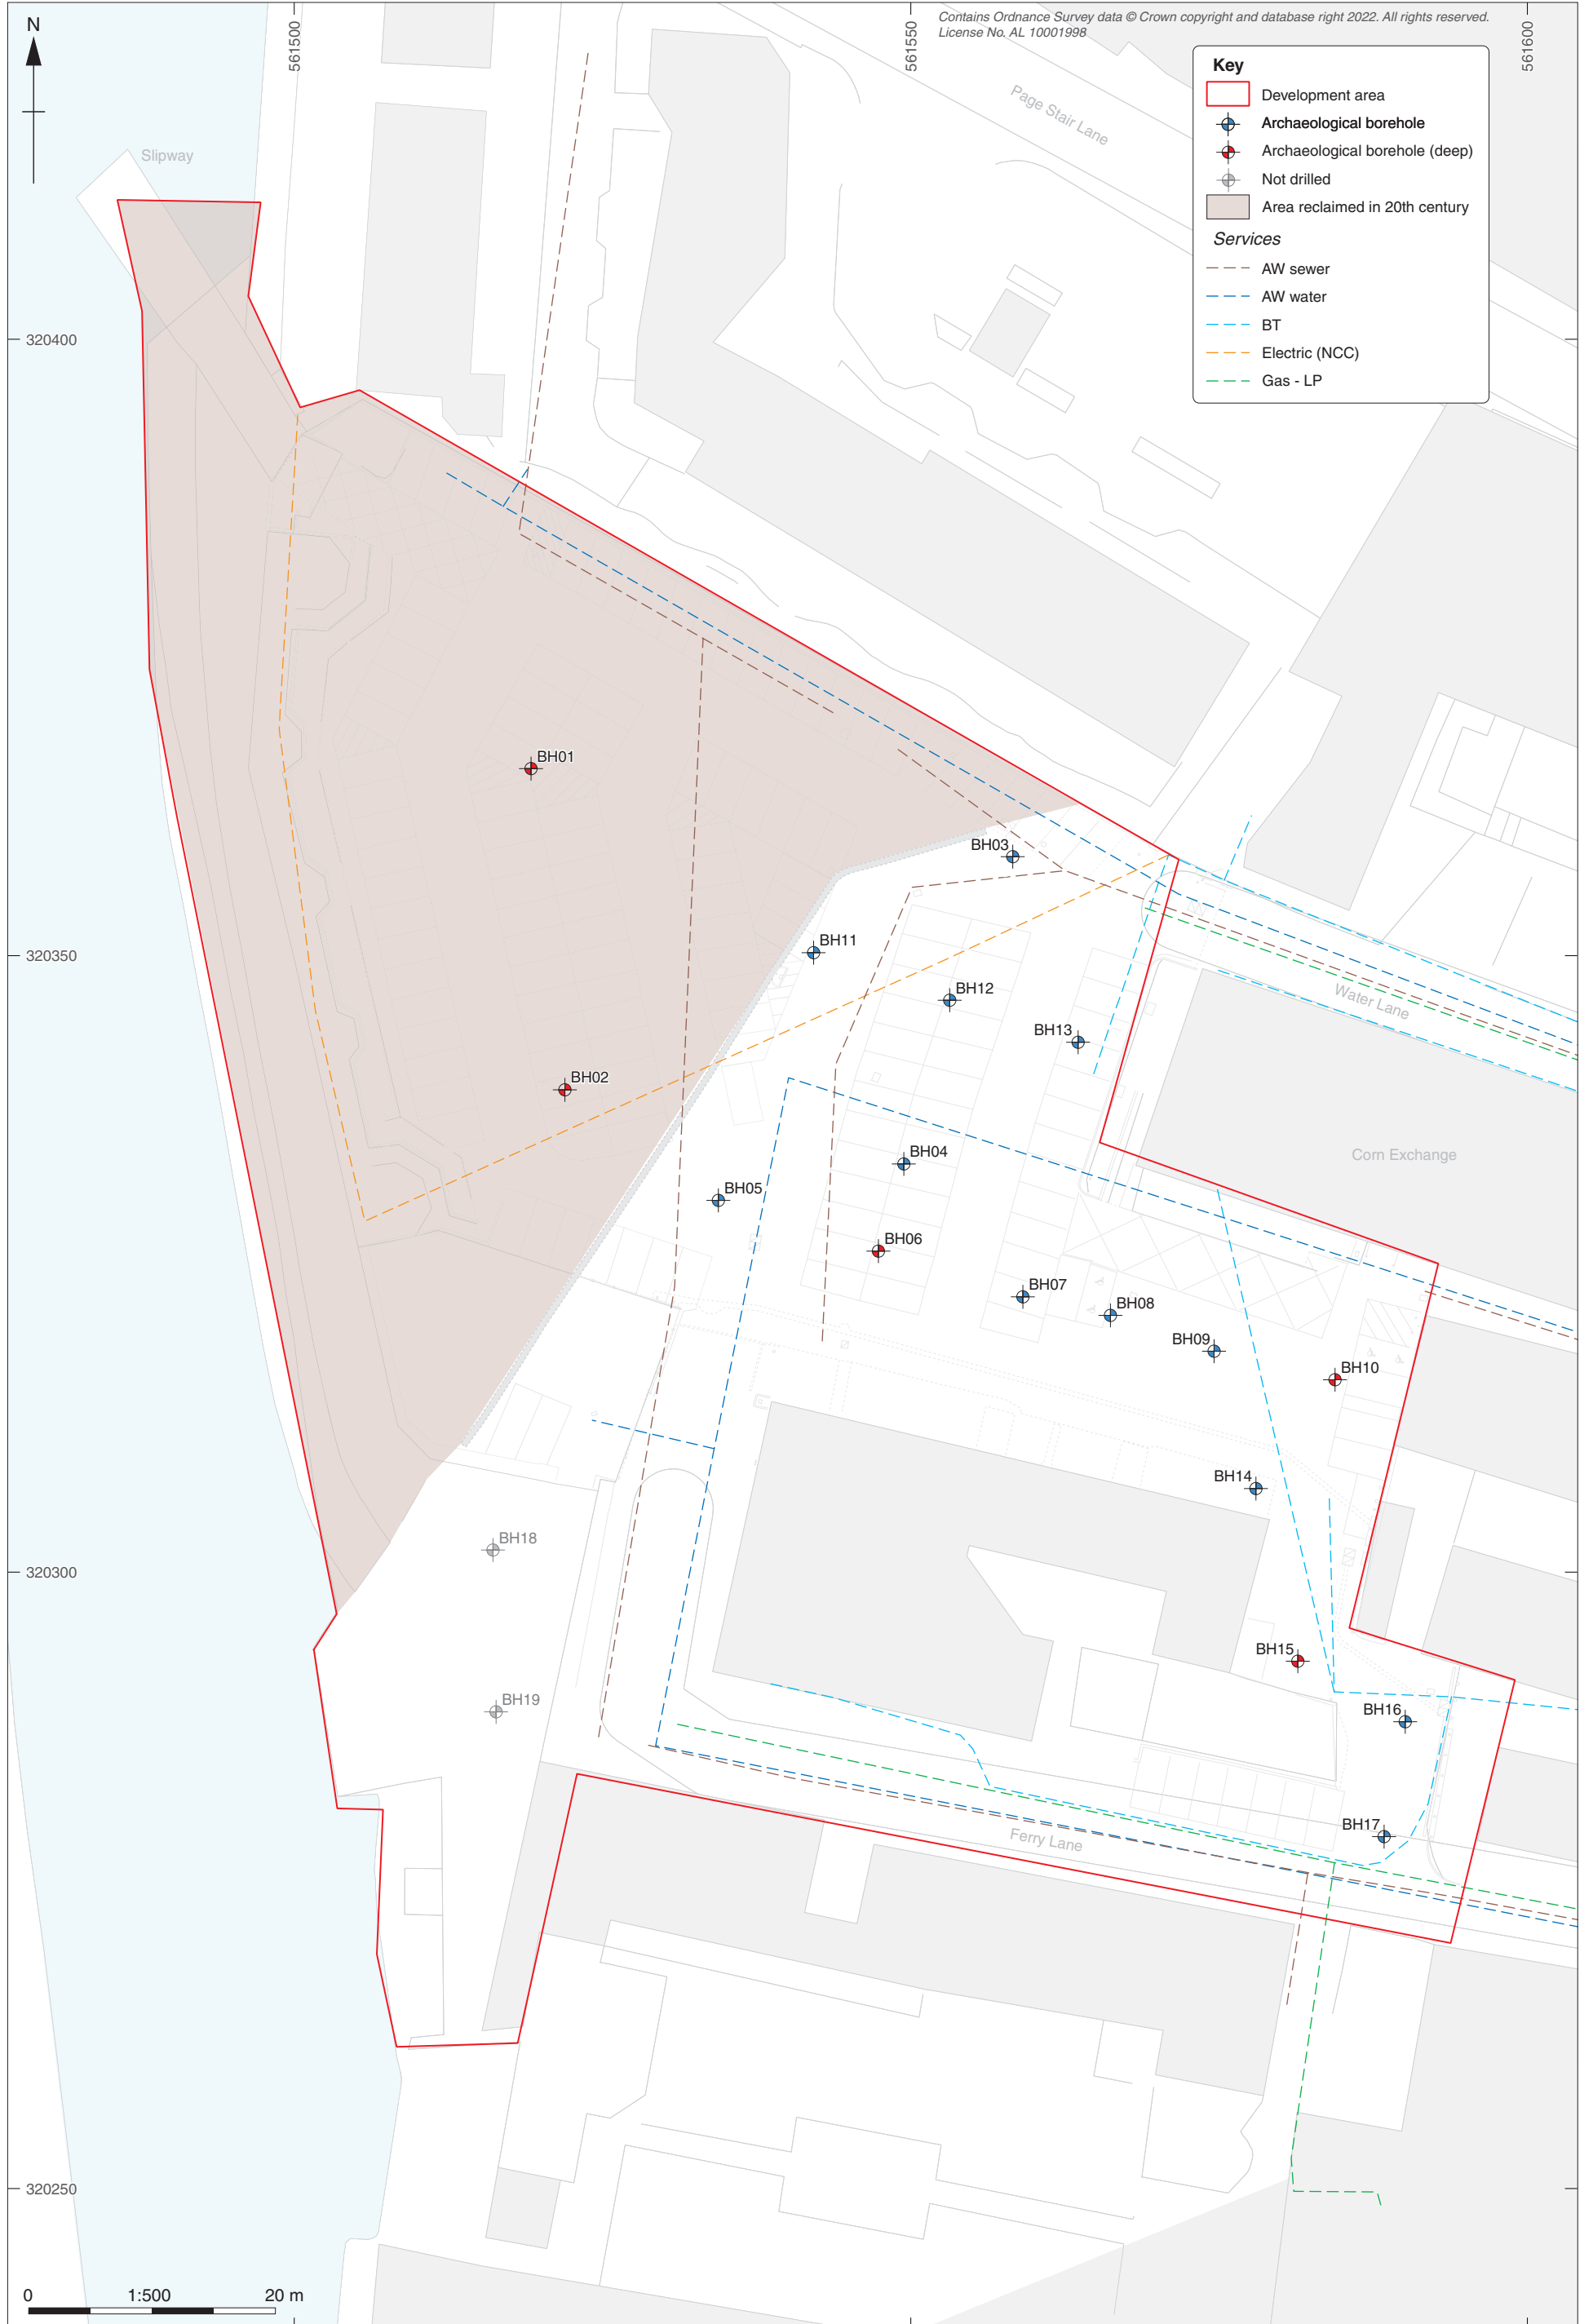 N
561500
561550
561600
Contains Ordnance Survey data © Crown copyright and database right 2022. All rights reserved.
License No. AL 10001998
Key
Development area
Archaeological borehole
Archaeological borehole (deep)
Not drilled
Area reclaimed in 20th century
Services
AW sewer
AW water
BT
Electric (NCC)
Gas - LP
Page Stair Lane
Slipway
320400
BH01
BH03
BH11
320350
BH12
Water Lane
BH13
BH02
BH04
Corn Exchange
BH05
BH06
BH07
BH08
BH09
BH10
BH14
BH18
320300
BH15
BH19
BH16
BH17
Ferry Lane
320250
0 1:500 20 m